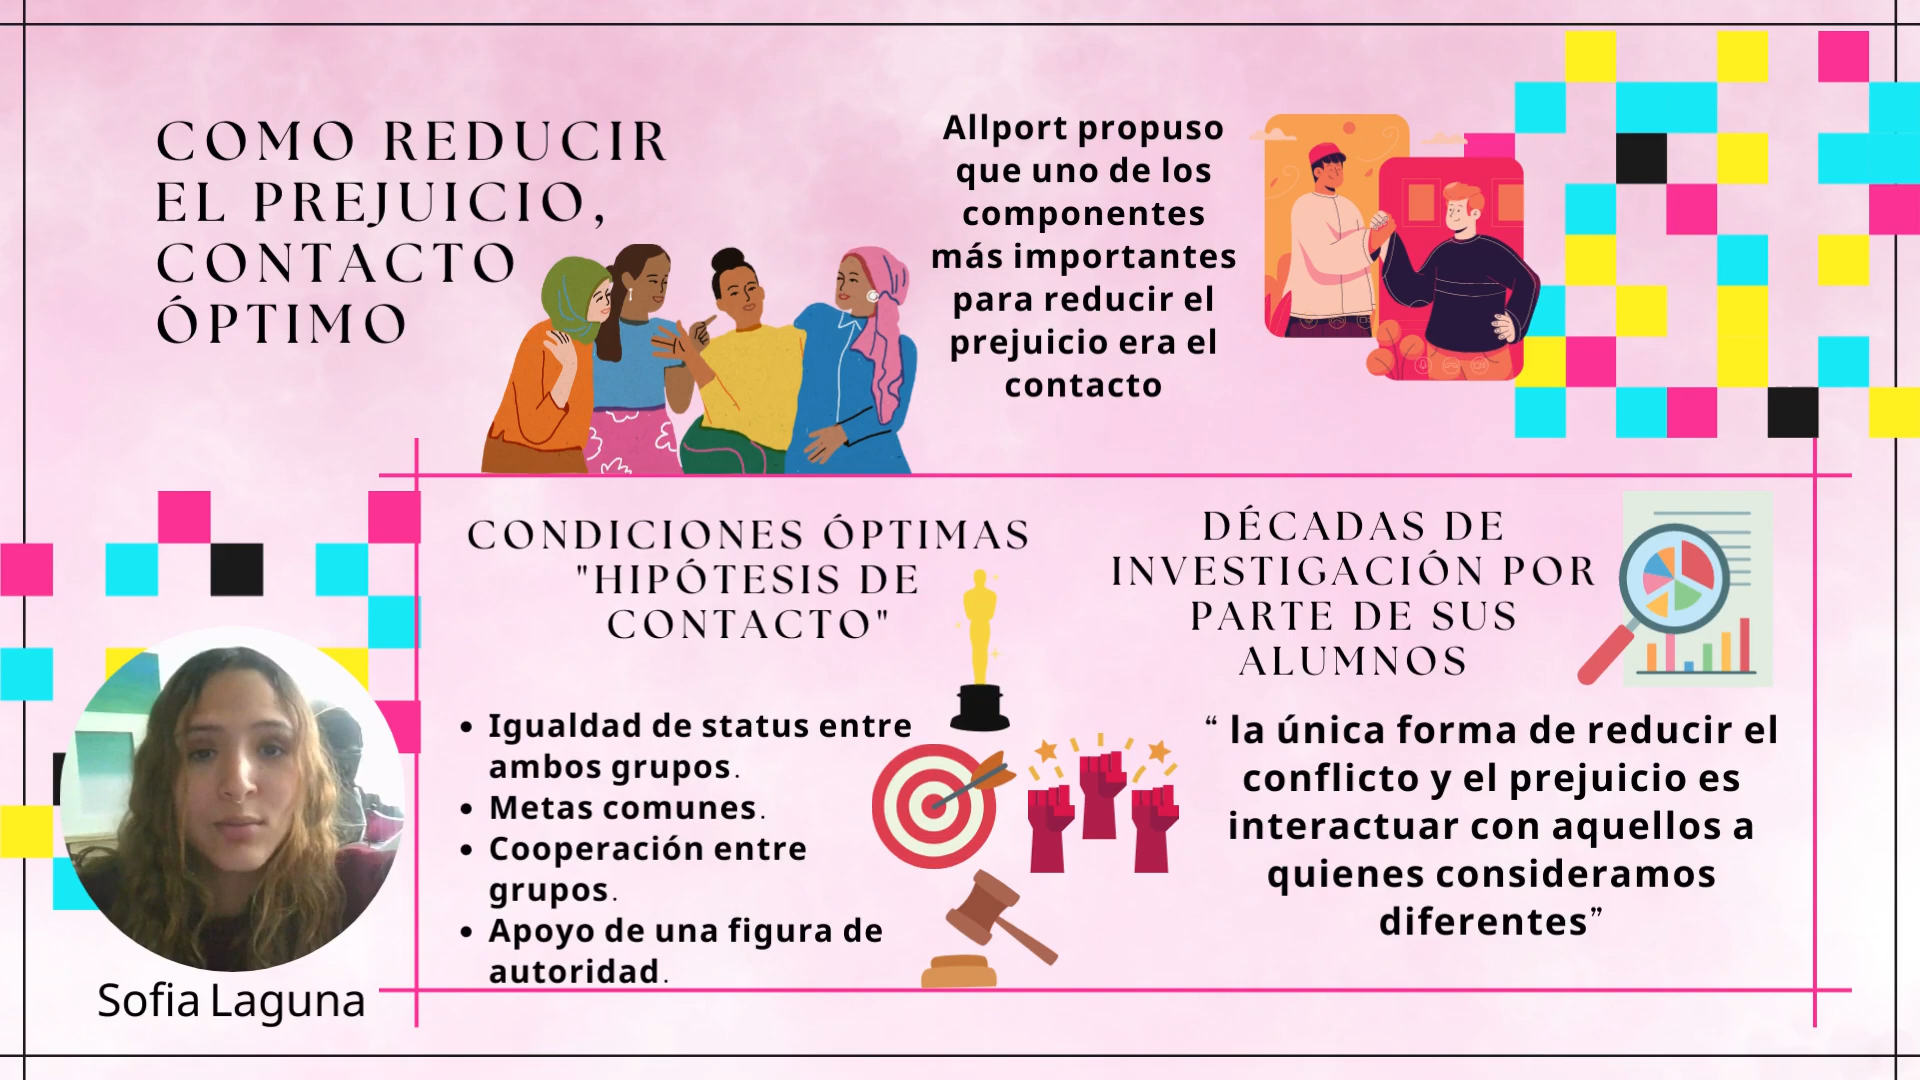 COMO REDUCIR
EL PREJUICIO,
CONTACTO
ÓPTIMO
Allport propuso
que uno de los
componentes
más importantes
para reducir el
prejuicio era el
contacto
CONDICIONES ÓPTIMAS
"HIPÓTESIS DE
CONTACTO"
• Igualdad de status entre
ambos grupos.
• Metas comunes.
• Cooperación entre
grupos.
• Apoyo de una figura de
autoridad.
DÉCADAS DE
INVESTIGACIÓN POR
PARTE DE SUS
ALUMNOS
“ la única forma de reducir el
conflicto y el prejuicio es
interactuar con aquellos a
quienes consideramos
diferentes”
Sofia Laguna